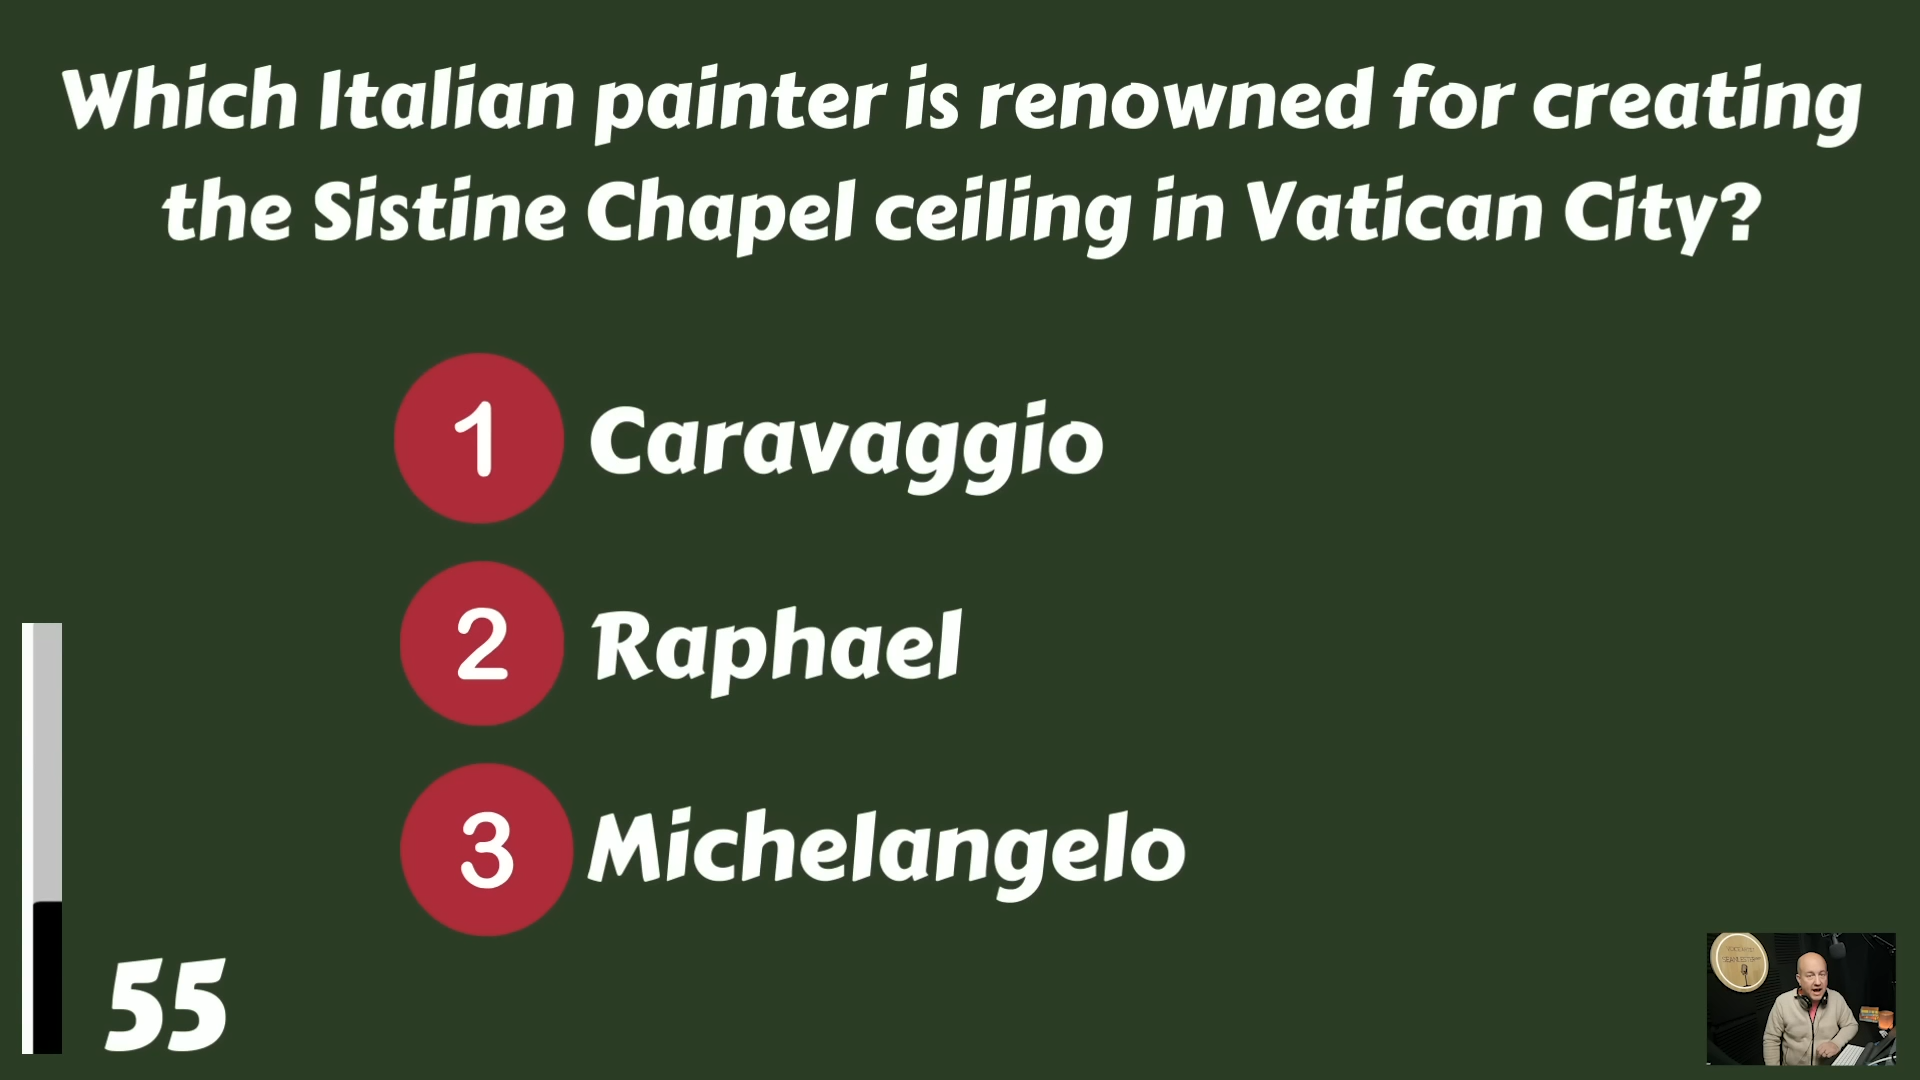 Which Italian painter is renowned for creating
the Sistine Chapel ceiling in Vatican City?
1 Caravaggio
2 Raphael
3 Michelangelo
55